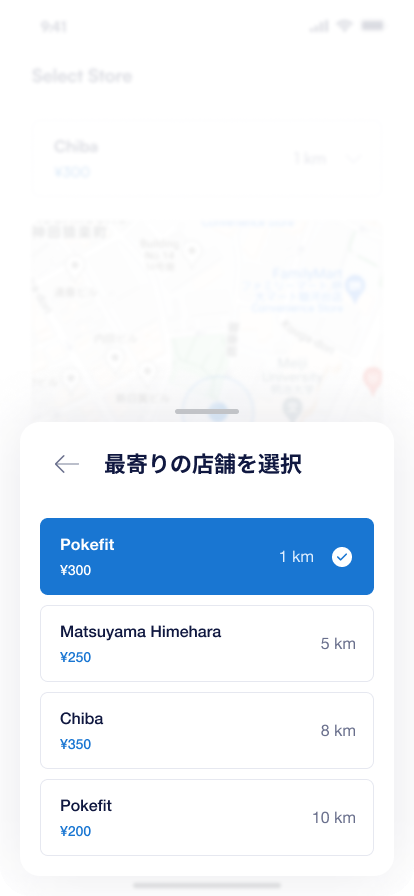 9:41
Select Store
Chiba
¥300
1 km
FamilyMart
最寄りの店舗を選択
Pokefit
¥300
1 km
Matsuyama Himehara
¥250
5 km
Chiba
¥350
8 km
Pokefit
¥200
10 km